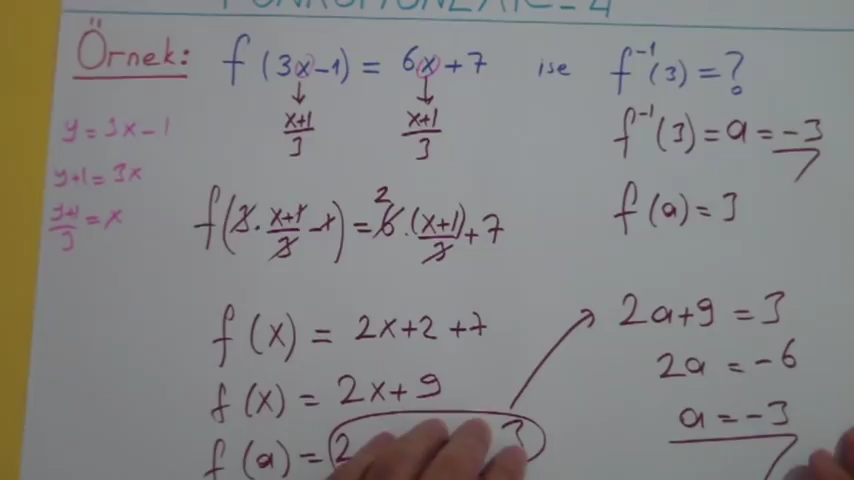 Örnek: f(3x-1) = 6x+7 ise f⁻¹(3) = ?
x+1/3 x+1/3
y = 3x-1
y+1 = 3x
y+1/3 = x
f(3.x+1/3-1) = 2 6.(x+1)/3+7
f(x) = 2x+2+7
f(x) = 2x+9
f(a) = 2 3
f⁻¹(3) = a = -3
f(a) = 3
2a+9 = 3
2a = -6
a = -3